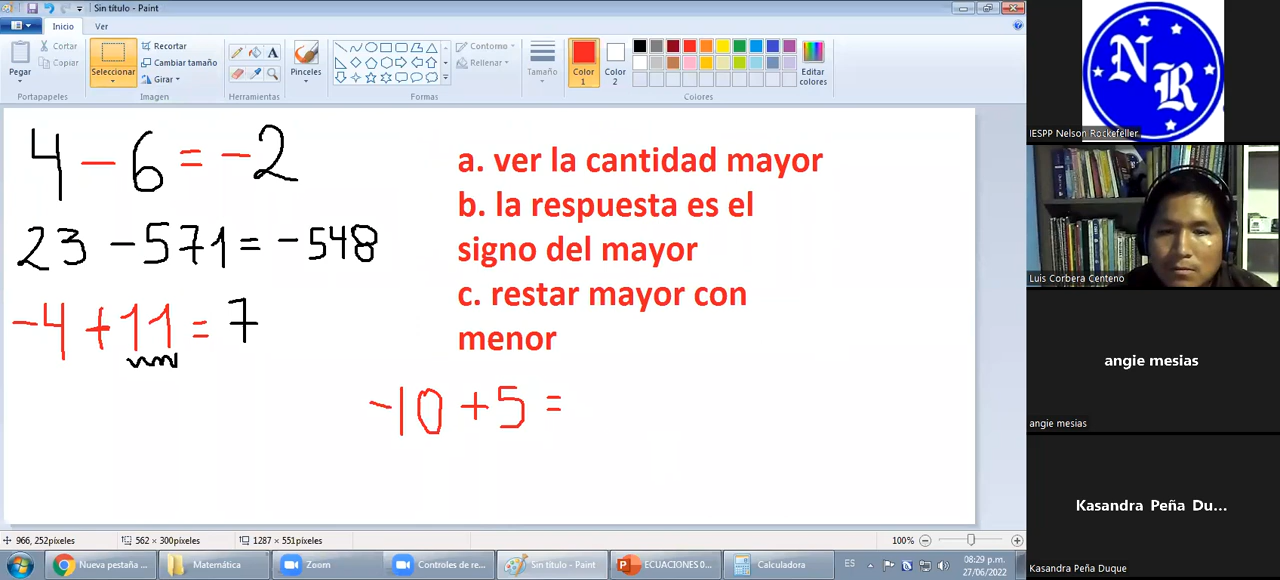 Sin título - Paint
Inicio
Ver
Pegar
Cortar
Copiar
Portapapeles
Seleccionar
Recortar
Cambiar tamaño
Girar
Imagen
A
Herramientas
Pinceles
Contorno
Rellenar
Formas
Tamaño
Color 1
Color 2
Editar colores
Colores
4 - 6 = -2
23 - 571 = -548
-4 + 11 = 7
a. ver la cantidad mayor
b. la respuesta es el
signo del mayor
c. restar mayor con
menor
-10 + 5 =
NR
IESPP Nelson Rockefeller
Luis Corbera Centeno
angie mesias
angie mesias
Kasandra Peña Du...
Kasandra Peña Duque
966, 252píxeles
562 × 300píxeles
1287 × 551píxeles
100%
Nueva pestaña
Matemática
Zoom
Controles de re...
Sin título - Paint
ECUACIONES 0...
Calculadora
ES
08:29 p.m.
27/06/2022